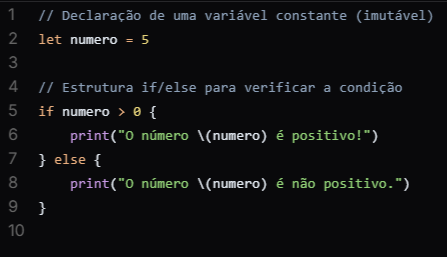 1 // Declaração de uma variável constante (imutável)
2 let numero = 5
3
4 // Estrutura if/else para verificar a condição
5 if numero > 0 {
6     print("O número \(numero) é positivo!")
7 } else {
8     print("O número \(numero) é não positivo.")
9 }
10